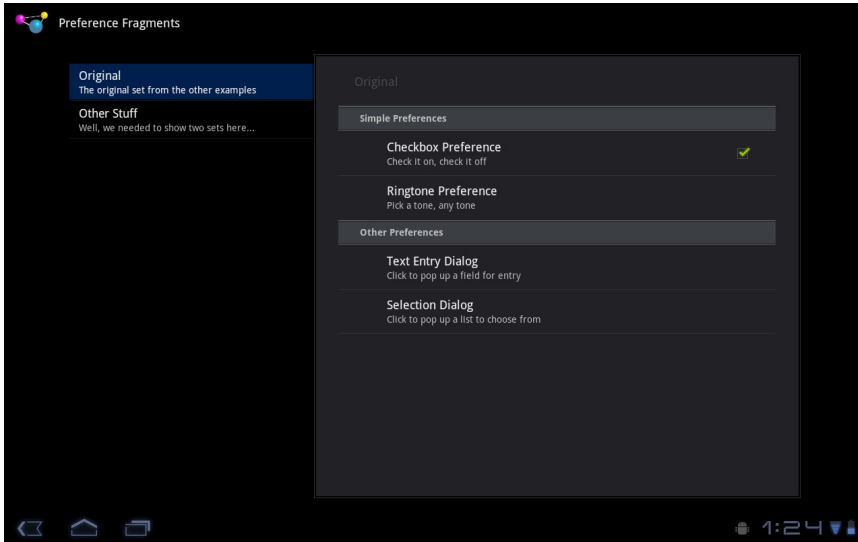 Preference Fragments
Original
The original set from the other examples
Other Stuff
Well, we needed to show two sets here...
Original
Simple Preferences
Checkbox Preference
Check it on, check it off
Ringtone Preference
Pick a tone, any tone
Other Preferences
Text Entry Dialog
Click to pop up a field for entry
Selection Dialog
Click to pop up a list to choose from
1:24